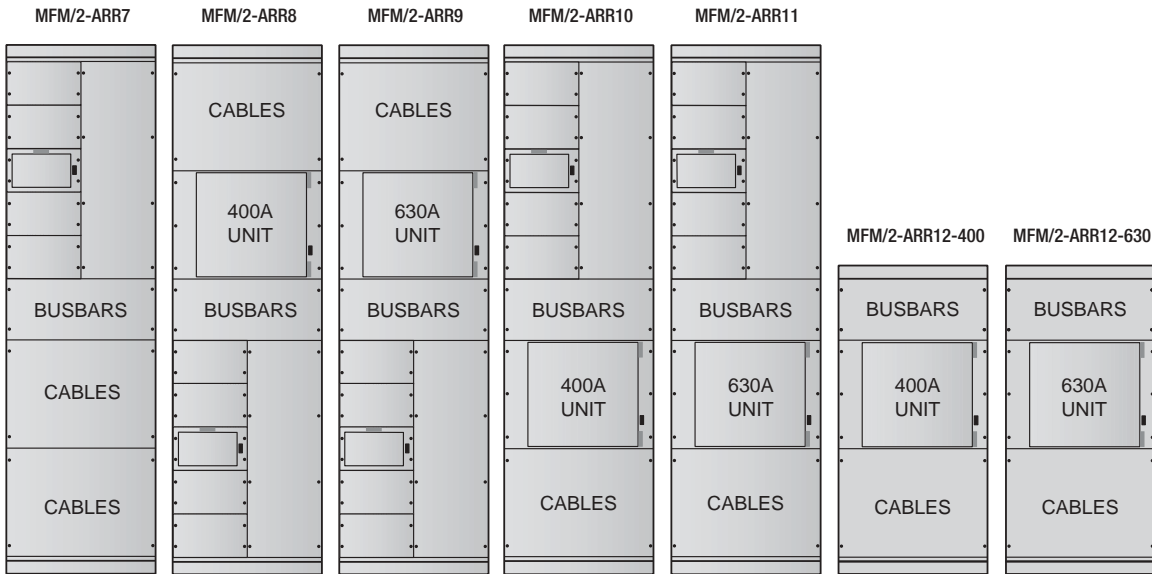 MFM/2-ARR7
MFM/2-ARR8
MFM/2-ARR9
MFM/2-ARR10
MFM/2-ARR11
MFM/2-ARR12-400
MFM/2-ARR12-630
BUSBARS
CABLES
CABLES
CABLES
400A
UNIT
BUSBARS
CABLES
630A
UNIT
BUSBARS
BUSBARS
400A
UNIT
CABLES
BUSBARS
630A
UNIT
CABLES
BUSBARS
400A
UNIT
CABLES
BUSBARS
630A
UNIT
CABLES